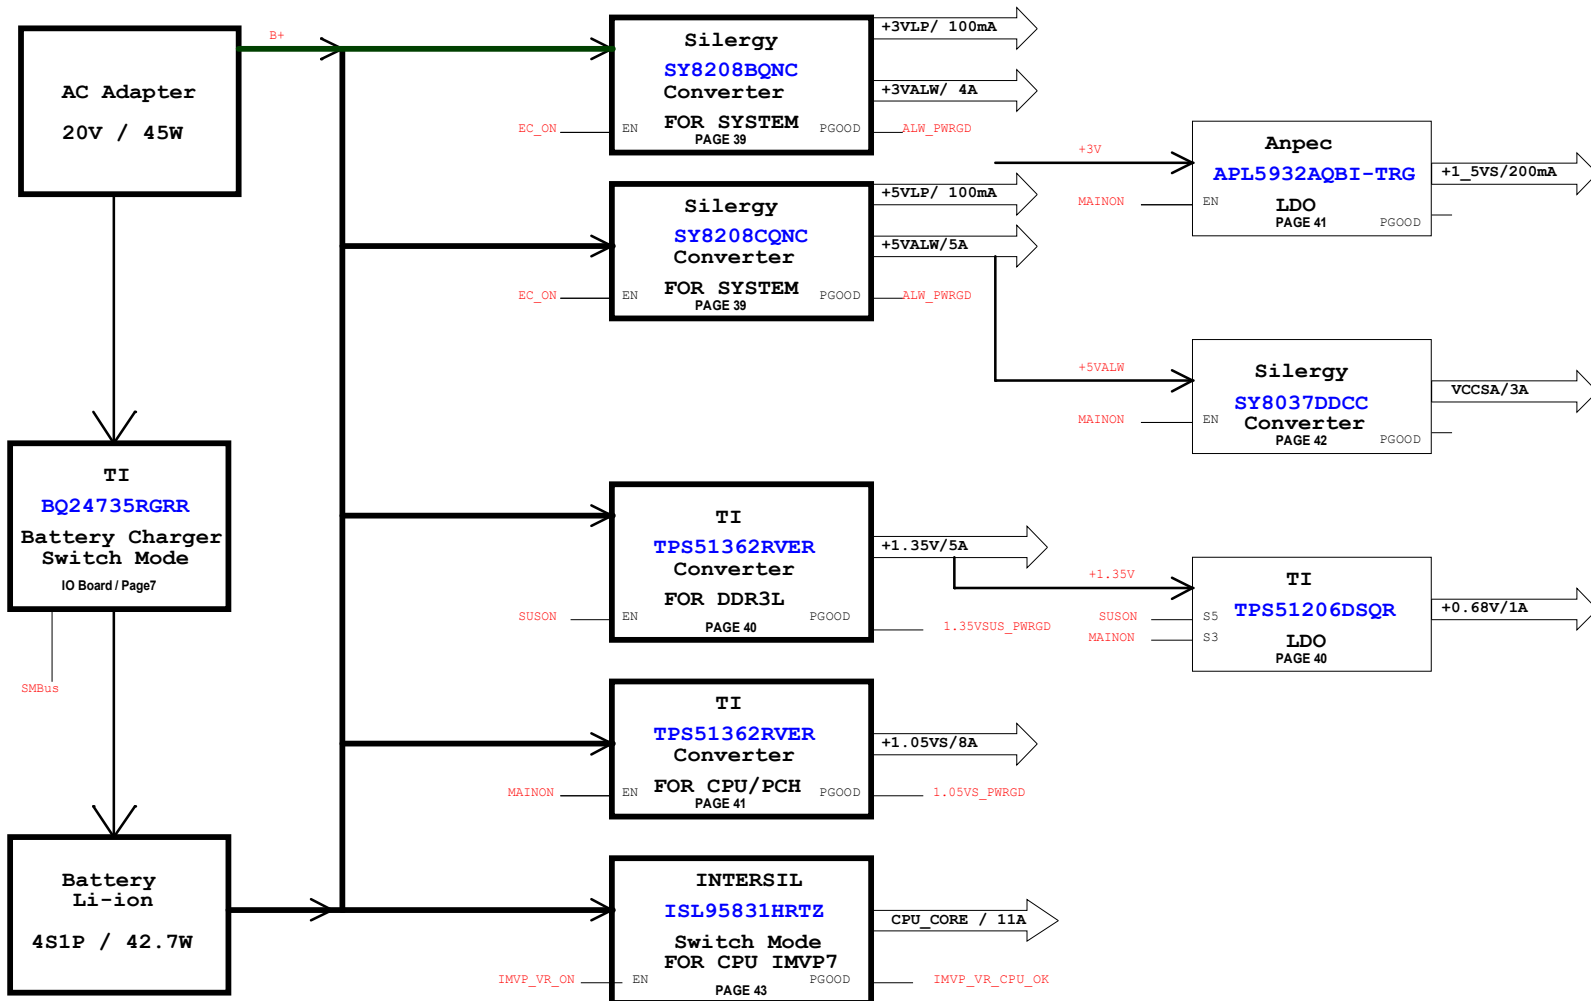 AC Adapter
20V / 45W
B+
Silergy
SY8208BQNC
Converter
FOR SYSTEM
PAGE 39
EC_ON
EN
PGOOD
ALW_PWRGD
+3VLP/ 100mA
+3VALW/ 4A
Silergy
SY8208CQNC
Converter
FOR SYSTEM
PAGE 39
EC_ON
EN
PGOOD
ALW_PWRGD
+5VLP/ 100mA
+5VALW/5A
+3V
Anpec
APL5932AQBI-TRG
LDO
PAGE 41
MAINON
EN
PGOOD
+1_5VS/200mA
+5VALW
Silergy
SY8037DDCC
Converter
PAGE 42
MAINON
EN
PGOOD
VCCSA/3A
TI
BQ24735RGRR
Battery Charger
Switch Mode
IO Board / Page7
SMBus
TI
TPS51362RVER
Converter
FOR DDR3L
PAGE 40
SUSON
EN
PGOOD
1.35VSUS_PWRGD
+1.35V/5A
+1.35V
TI
TPS51206DSQR
LDO
PAGE 40
SUSON
S5
MAINON
S3
+0.68V/1A
TI
TPS51362RVER
Converter
FOR CPU/PCH
PAGE 41
MAINON
EN
PGOOD
1.05VS_PWRGD
+1.05VS/8A
Battery
Li-ion
4S1P / 42.7W
INTERSIL
ISL95831HRTZ
Switch Mode
FOR CPU IMVP7
PAGE 43
IMVP_VR_ON
EN
PGOOD
IMVP_VR_CPU_OK
CPU_CORE / 11A